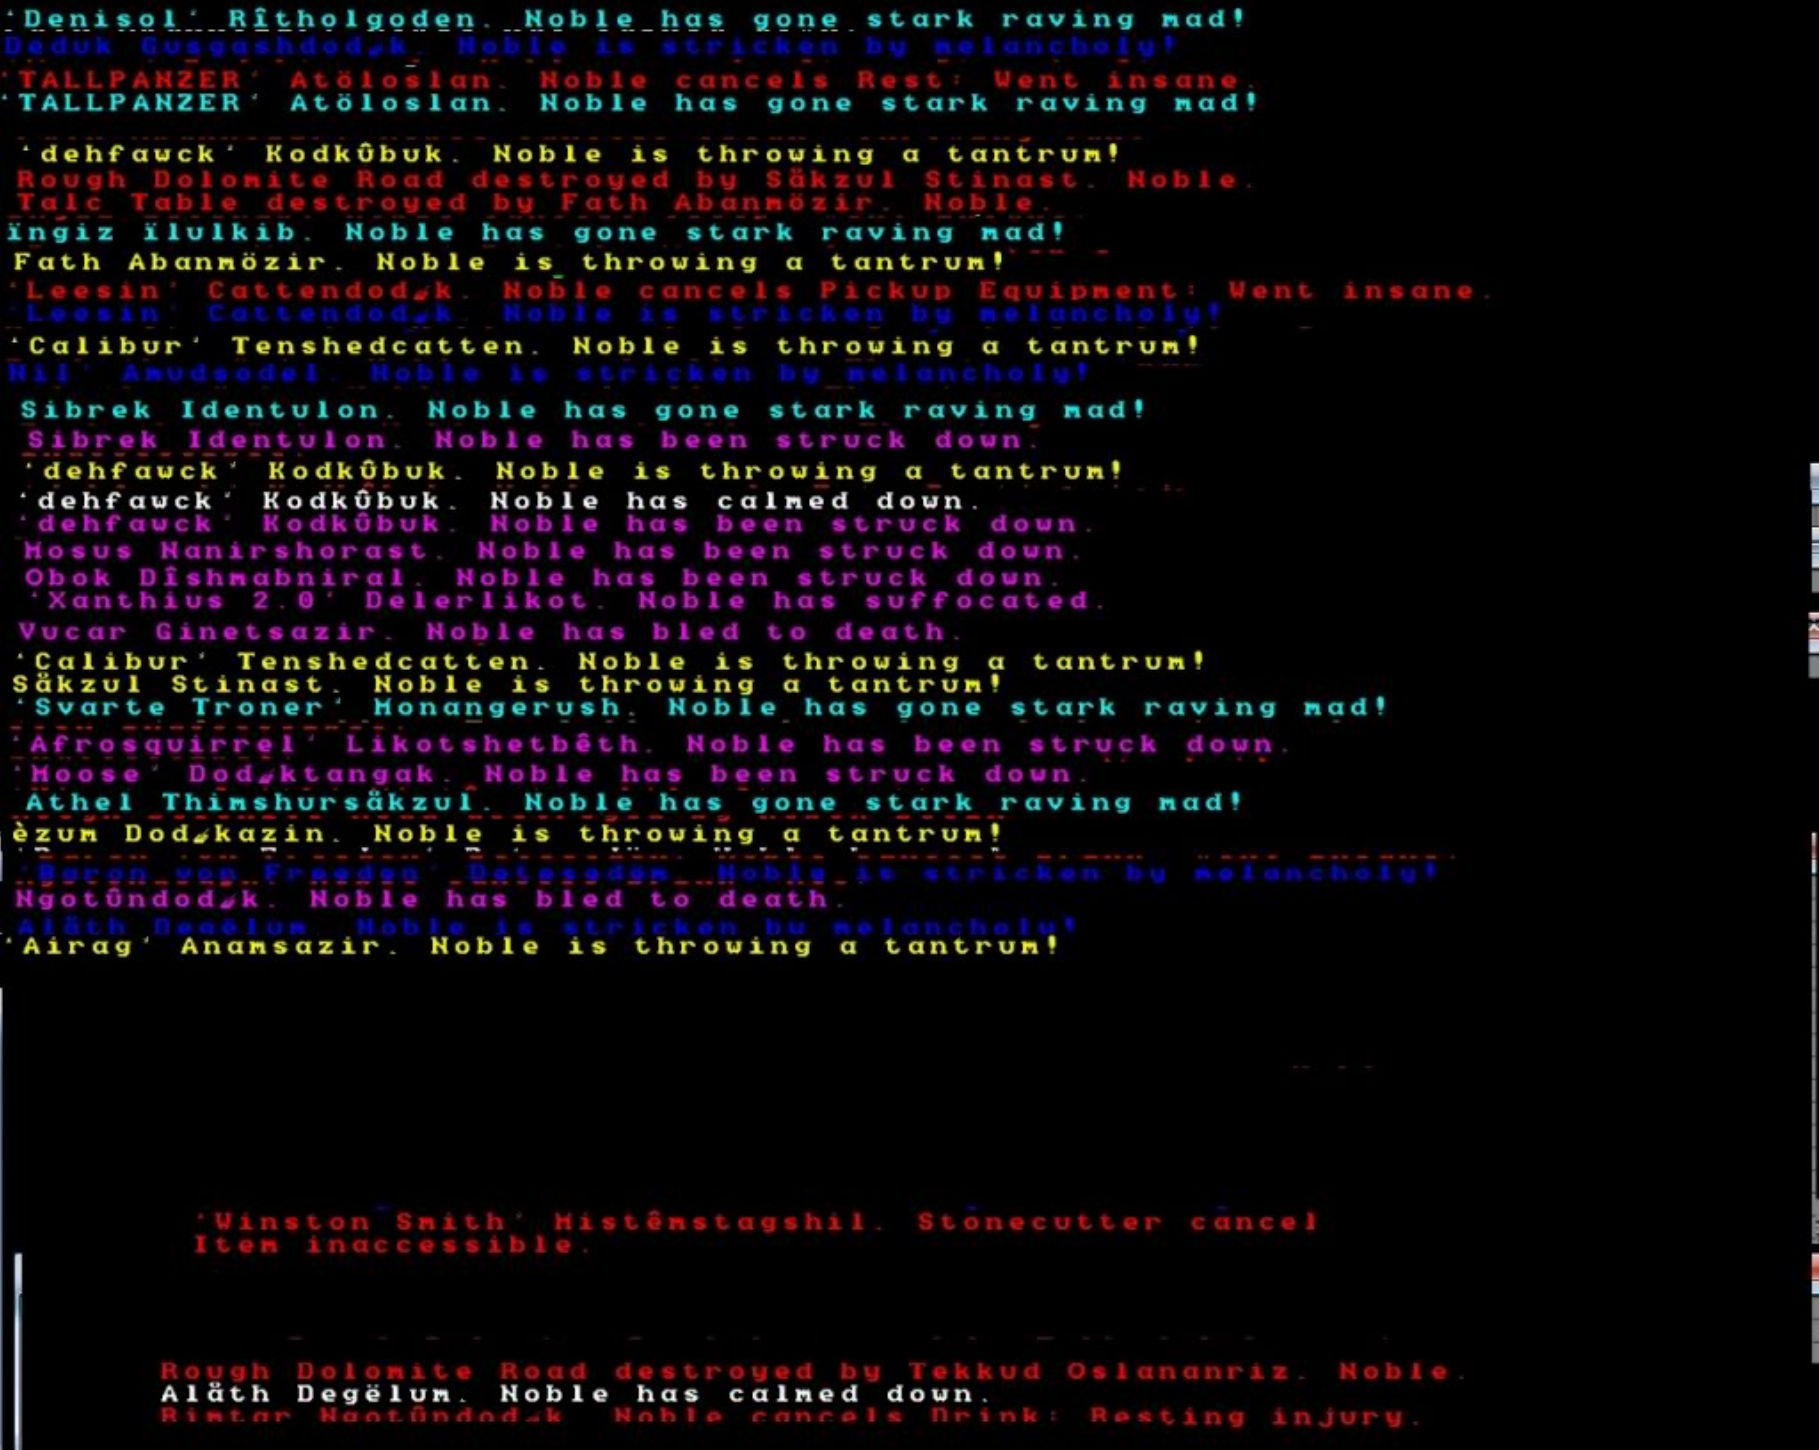 'Denisol' Rîtholgoden. Noble has gone stark raving mad!
Deduk Noble is stricken by melancholy!
'TALLPANZER' Atöloslan. Noble cancels Rest: Went insane.
'TALLPANZER' Atöloslan. Noble has gone stark raving mad!
'dehfawck' Kodkûbuk. Noble is throwing a tantrum!
Rough Dolomite Road destroyed by Såkzul Stinast. Noble.
Talc Table destroyed by Fath Abanmözir. Noble.
ïngiz ïlulkib. Noble has gone stark raving mad!
Fath Abanmözir. Noble is throwing a tantrum!
'Leesin' Noble cancels Pickup Equipment: Went insane.
'Leesin' Noble is stricken by melancholy!
'Calibur' Tenshedcatten. Noble is throwing a tantrum!
Nil' Amudsodel. Noble is stricken by melancholy!
Sibrek Identulon. Noble has gone stark raving mad!
Sibrek Identulon. Noble has been struck down.
'dehfawck' Kodkûbuk. Noble is throwing a tantrum!
'dehfawck' Kodkûbuk. Noble has calmed down.
'dehfawck' Kodkûbuk. Noble has been struck down.
Mosus Nanirshorast. Noble has been struck down.
Obok Dîshmabniral. Noble has been struck down.
'Xanthius 2.0' Delerlikot. Noble has suffocated.
Vucar Ginetsazir. Noble has bled to death.
'Calibur' Tenshedcatten. Noble is throwing a tantrum!
Såkzul Stinast. Noble is throwing a tantrum!
'Svarte Troner' Monangerush. Noble has gone stark raving mad!
'Afrosquirrel' Likotshetbêth. Noble has been struck down.
'Moose' Noble has been struck down.
Athel Thimshursåkzul. Noble has gone stark raving mad!
èzum Noble is throwing a tantrum!
'Baron von Freeden' Noble is stricken by melancholy!
Noble has bled to death.
Alåth Degëlum. Noble is stricken by melancholy!
'Airag' Anamsazir. Noble is throwing a tantrum!
'Winston Smith' Mistêmstagshil. Stonecutter cancel
Item inaccessible.
Rough Dolomite Road destroyed by Tekkud Oslananriz. Noble.
Alåth Degëlum. Noble has calmed down.
Rimtar Noble cancels Drink: Resting injury.